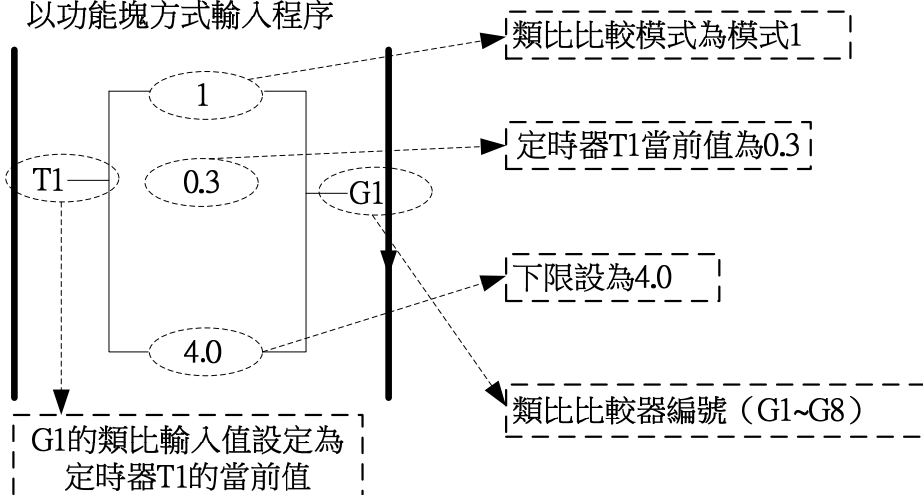 以功能塊方式輸入程序
類比比較模式為模式1
1
定時器T1當前值為0.3
T1
0.3
G1
下限設為4.0
4.0
類比比較器編號（G1~G8）
G1的類比輸入值設定為
定時器T1的當前值